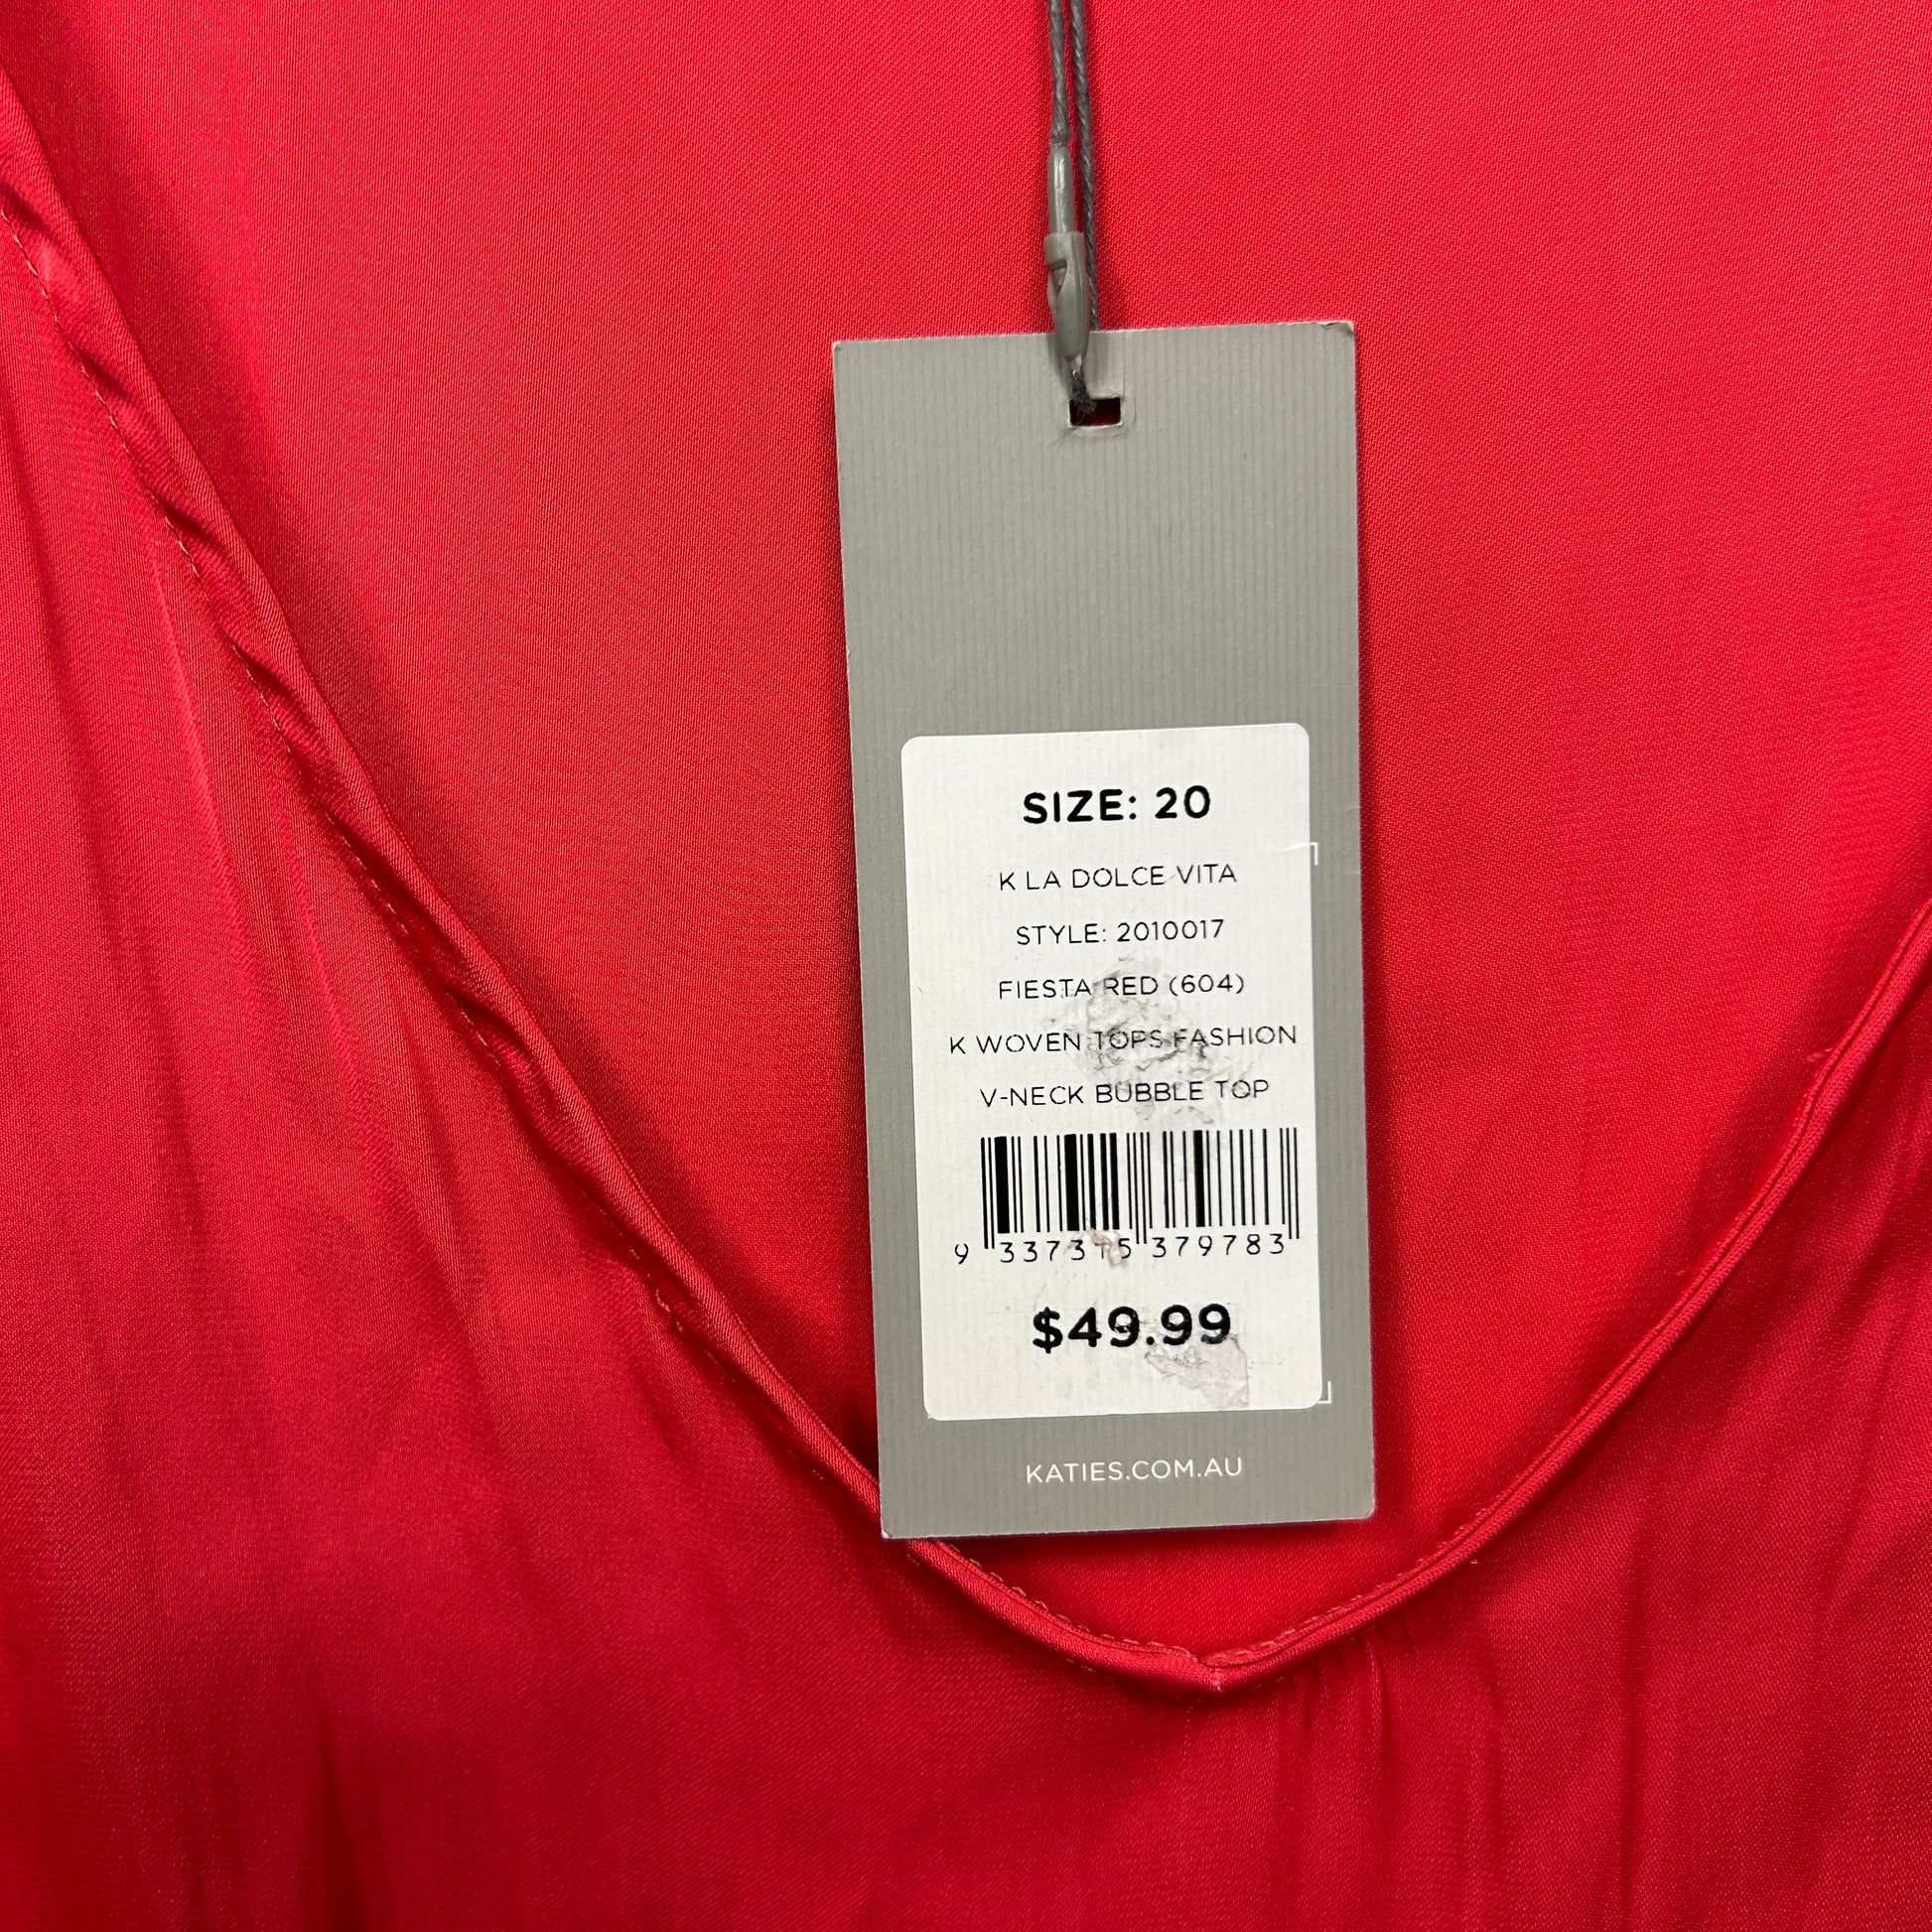 SIZE: 20
K LA DOLCE VITA
STYLE: 2010017
FIESTA RED (604)
K WOVEN TOPS FASHION
V-NECK BUBBLE TOP
9 337315 379783
$49.99
KATIES.COM.AU